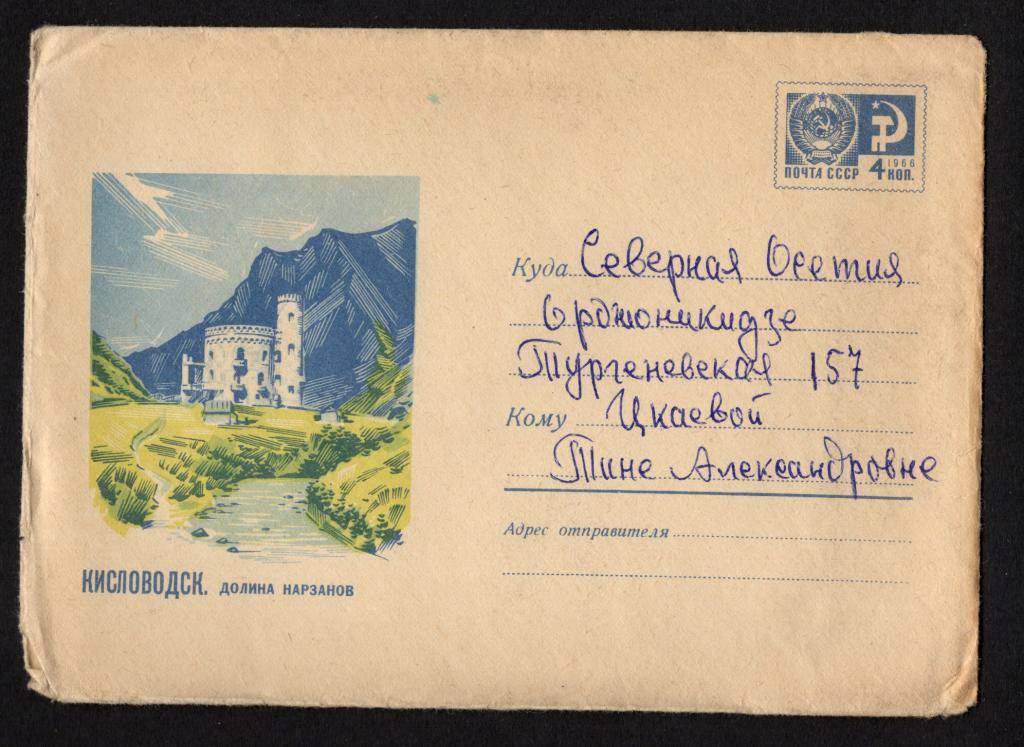 ПОЧТА СССР 4 1966 КОП.
Куда Северная Осетия
Орджоникидзе
Тургеневская 157
Кому Цкаевой
Тине Александровне
Адрес отправителя
КИСЛОВОДСК. ДОЛИНА НАРЗАНОВ